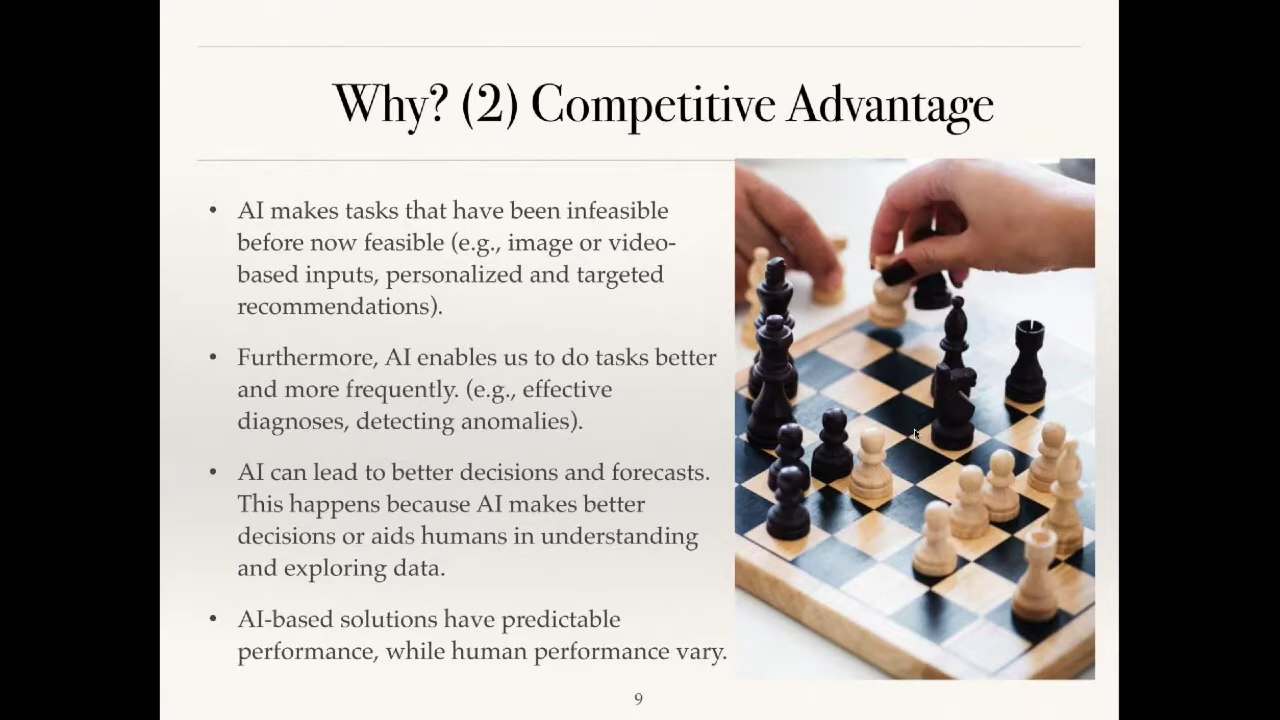 Why? (2) Competitive Advantage
• AI makes tasks that have been infeasible
before now feasible (e.g., image or video-
based inputs, personalized and targeted
recommendations).
• Furthermore, AI enables us to do tasks better
and more frequently. (e.g., effective
diagnoses, detecting anomalies).
• AI can lead to better decisions and forecasts.
This happens because AI makes better
decisions or aids humans in understanding
and exploring data.
• AI-based solutions have predictable
performance, while human performance vary.
9